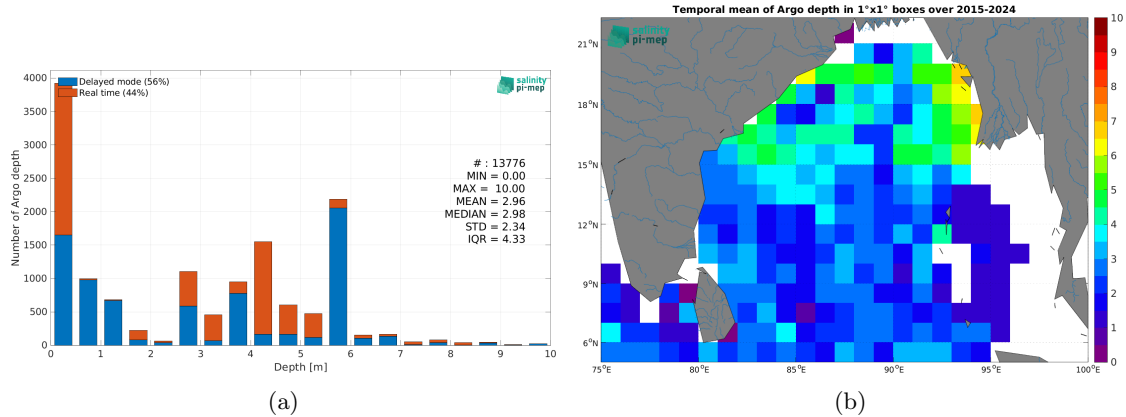 Delayed mode (56%)
Real time (44%)
salinity
pi-mep
# : 13776
MIN = 0.00
MAX = 10.00
MEAN = 2.96
MEDIAN = 2.98
STD = 2.34
IQR = 4.33
Number of Argo depth
4000
3500
3000
2500
2000
1500
1000
500
0
0 1 2 3 4 5 6 7 8 9 10
Depth [m]
(a)
Temporal mean of Argo depth in 1°x1° boxes over 2015-2024
salinity
pi-mep
21°N
18°N
15°N
12°N
9°N
6°N
75°E 80°E 85°E 90°E 95°E 100°E
10
9
8
7
6
5
4
3
2
1
0
(b)